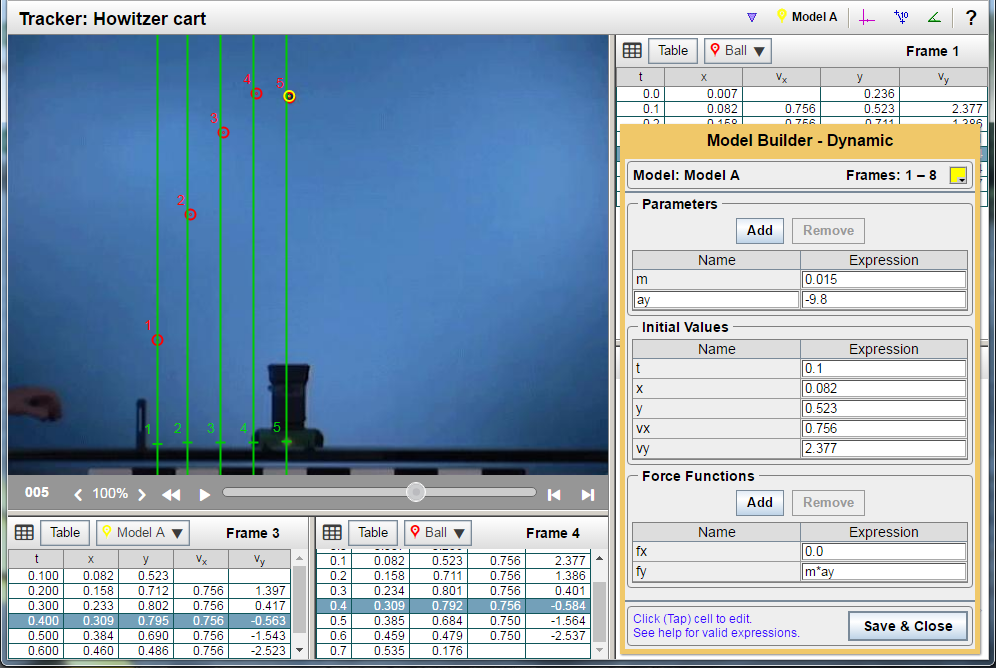 Tracker: Howitzer cart
Model A
10
?
4
5
3
2
1
1
2
3
4
5
005
100%
Table
Ball
Frame 1
t x vx y vy
0.0 0.007 0.236
0.1 0.082 0.756 0.523 2.377
0.2 0.158 0.756 0.711 1.386
Model Builder - Dynamic
Model: Model A Frames: 1 – 8
Parameters
Add Remove
Name Expression
m 0.015
ay -9.8
Initial Values
Name Expression
t 0.1
x 0.082
y 0.523
vx 0.756
vy 2.377
Force Functions
Add Remove
Name Expression
fx 0.0
fy m*ay
Click (Tap) cell to edit.
See help for valid expressions.
Save & Close
Table Model A Frame 3
t x y vx vy
0.100 0.082 0.523
0.200 0.158 0.712 0.756 1.397
0.300 0.233 0.802 0.756 0.417
0.400 0.309 0.795 0.756 -0.563
0.500 0.384 0.690 0.756 -1.543
0.600 0.460 0.486 0.756 -2.523
Table Ball Frame 4
0.1 0.082 0.523 0.756 2.377
0.2 0.158 0.711 0.756 1.386
0.3 0.234 0.801 0.756 0.401
0.4 0.309 0.792 0.756 -0.584
0.5 0.385 0.684 0.750 -1.564
0.6 0.459 0.479 0.750 -2.537
0.7 0.535 0.176